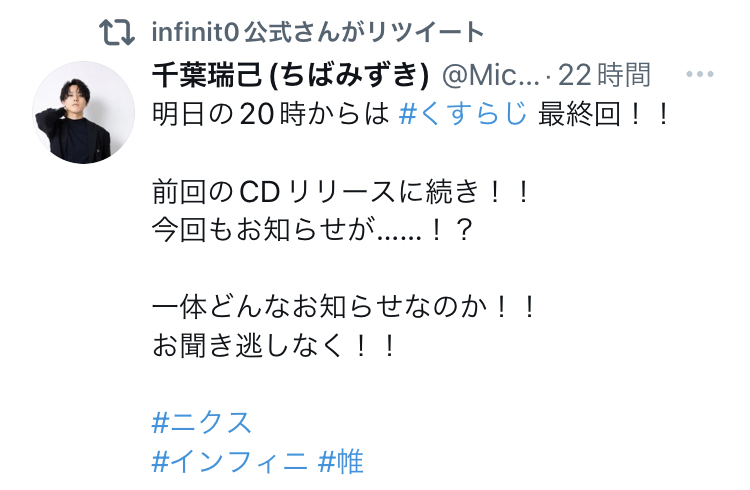 infinit0公式さんがリツイート
千葉瑞己(ちばみずき) @Mic... · 22時間
明日の20時からは #くすらじ 最終回！！
前回のCDリリースに続き！！
今回もお知らせが……！？
一体どんなお知らせなのか！！
お聞き逃しなく！！
#ニクス
#インフィニ #帷